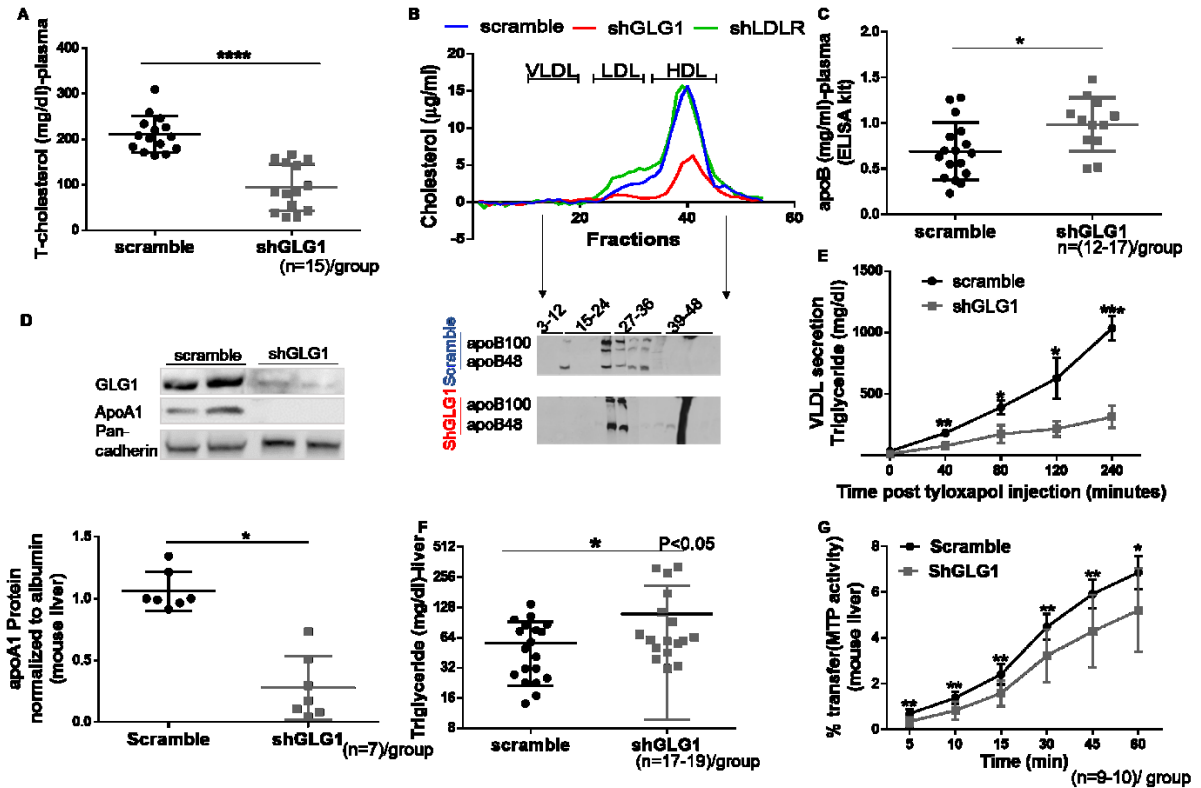 A
T-cholesterol (mg/dl)-plasma
400
300
200
100
0
****
scramble
shGLG1
(n=15)/group
B
scramble
shGLG1
shLDLR
Cholesterol (µg/ml)
20
15
10
5
0
-5
VLDL
LDL
HDL
20
40
60
Fractions
3-12
15-24
27-36
39-48
Scramble
apoB100
apoB48
ShGLG1
apoB100
apoB48
C
apoB (mg/ml)-plasma
(ELISA kit)
2.0
1.5
1.0
0.5
0.0
*
scramble
shGLG1
n=(12-17)/group
D
scramble
shGLG1
GLG1
ApoA1
Pan-
cadherin
apoA1 Protein
normalized to albumin
(mouse liver)
1.5
1.0
0.5
0.0
*
Scramble
shGLG1
(n=7)/group
E
scramble
shGLG1
VLDL secretion
Triglyceride (mg/dl)
1500
1000
500
**
*
*
***
0
40
80
120
240
Time post tyloxapol injection (minutes)
F
Triglyceride (mg/dl)-liver
512
256
128
64
32
16
8
*
P<0.05
scramble
shGLG1
(n=17-19)/group
G
Scramble
ShGLG1
% transfer(MTP activity)
(mouse liver)
8
6
4
2
0
**
**
**
**
**
*
5
10
15
30
45
60
Time (min)
(n=9-10)/ group